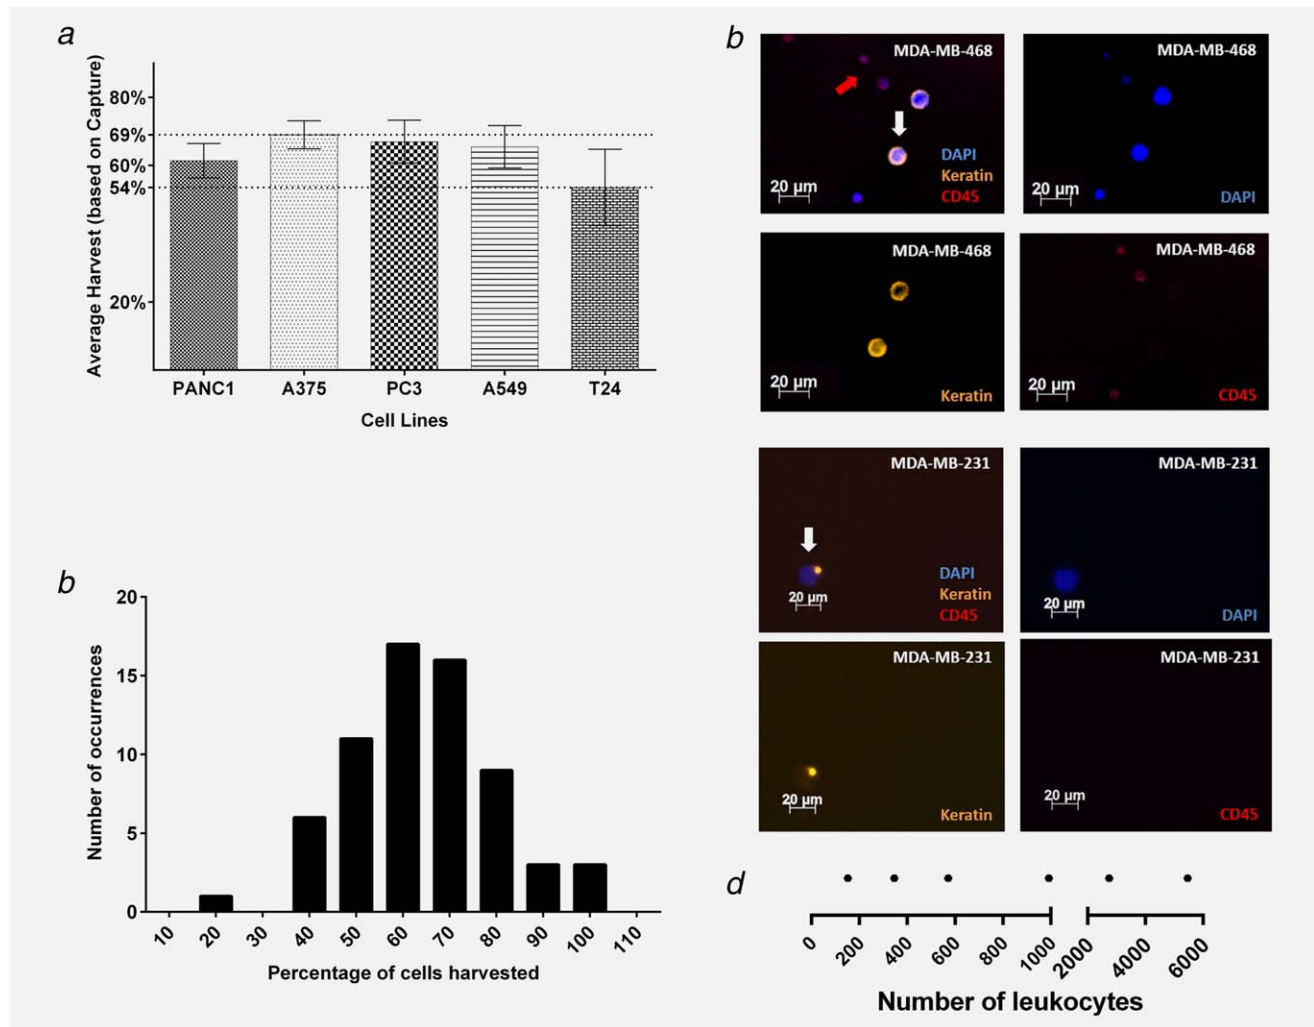 a
Average Harvest (based on Capture)
80%
69%
60%
54%
20%
PANC1 A375 PC3 A549 T24
Cell Lines
b
Number of occurrences
20
15
10
5
0
10 20 30 40 50 60 70 80 90 100 110
Percentage of cells harvested
b
MDA-MB-468
DAPI
Keratin
CD45
20 µm
MDA-MB-468
20 µm
DAPI
MDA-MB-468
20 µm
Keratin
MDA-MB-468
20 µm
CD45
MDA-MB-231
DAPI
Keratin
CD45
20 µm
MDA-MB-231
20 µm
DAPI
MDA-MB-231
20 µm
Keratin
MDA-MB-231
20 µm
CD45
d
0 200 400 600 800 1000 2000 4000 6000
Number of leukocytes